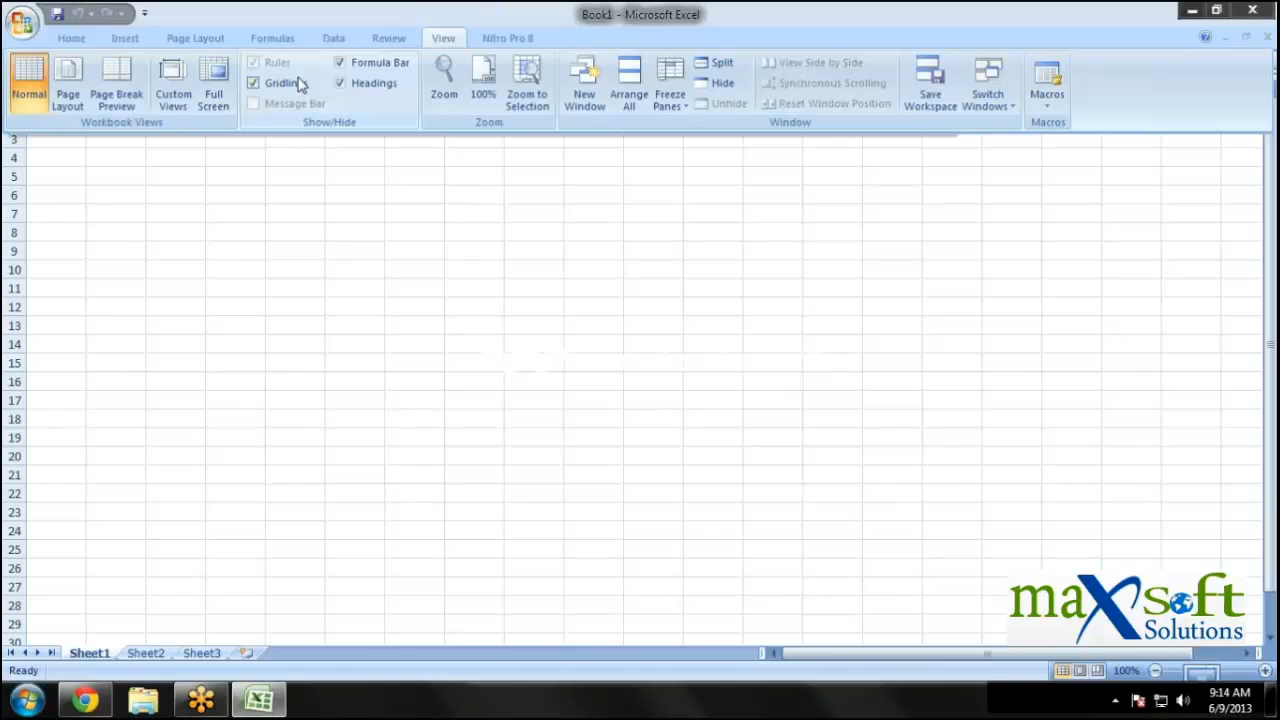 Book1 - Microsoft Excel
Home Insert Page Layout Formulas Data Review View Nitro Pro 8
Ruler Formula Bar Split View Side by Side
Gridlin Headings Hide Synchronous Scrolling
Message Bar Unhide Reset Window Position
Normal Page Layout Page Break Preview Custom Views Full Screen Zoom 100% Zoom to Selection New Window Arrange All Freeze Panes Save Workspace Switch Windows Macros
Workbook Views Show/Hide Zoom Window Macros
3
4
5
6
7
8
9
10
11
12
13
14
15
16
17
18
19
20
21
22
23
24
25
26
27
28
29
30
maXsoft
Solutions
Sheet1 Sheet2 Sheet3
Ready 100%
9:14 AM
6/9/2013